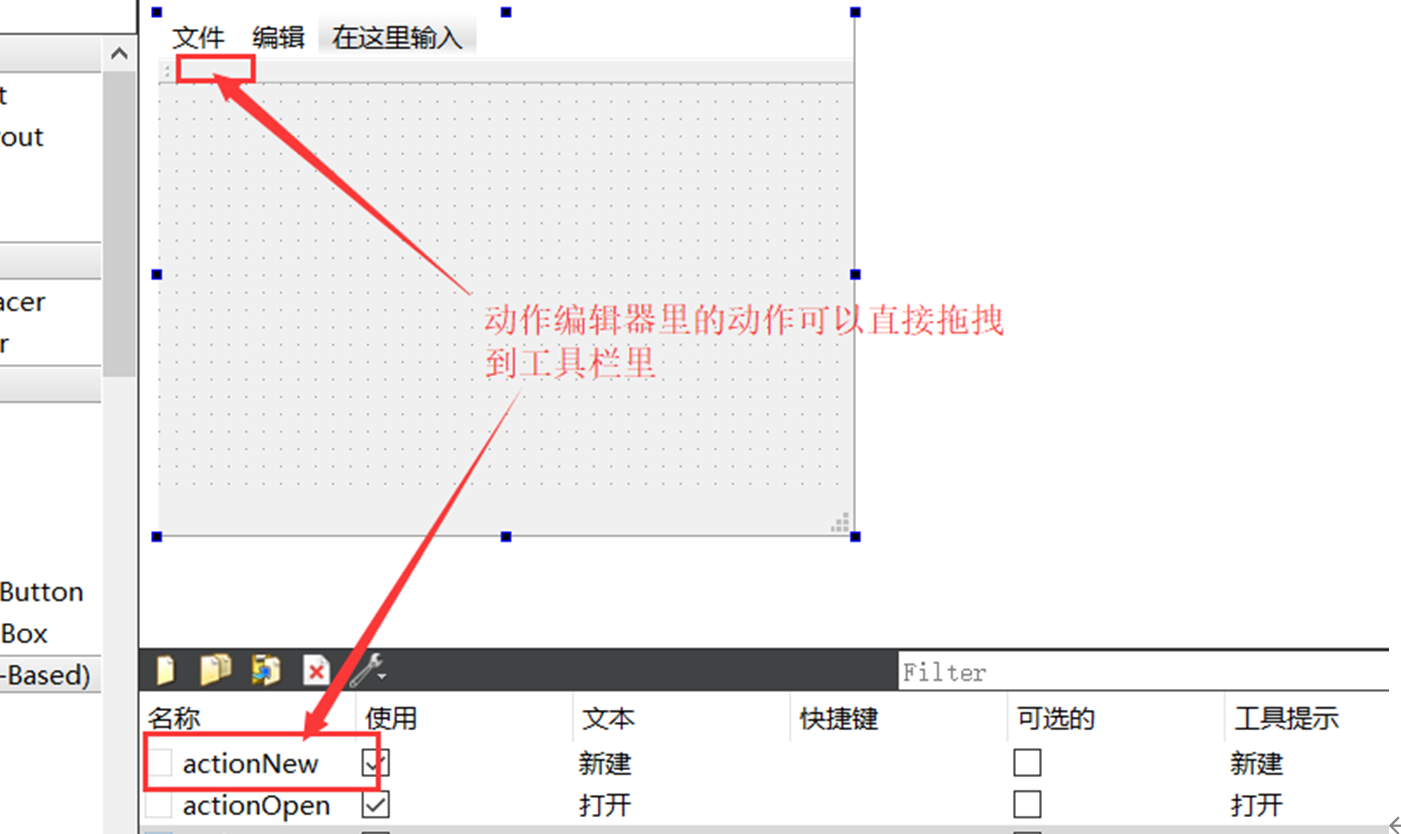 文件 编辑 在这里输入
t
out
acer
r
动作编辑器里的动作可以直接拖拽
到工具栏里
Button
Box
-Based)
Filter
名称 使用 文本 快捷键 可选的 工具提示
actionNew 新建 新建
actionOpen 打开 打开